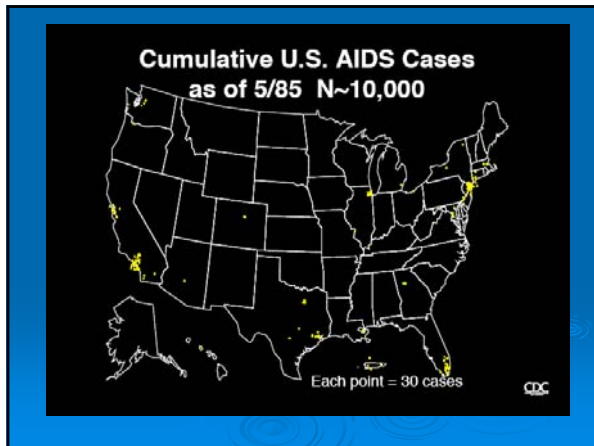 Cumulative U.S. AIDS Cases
as of 5/85 N~10,000
Each point = 30 cases
CDC